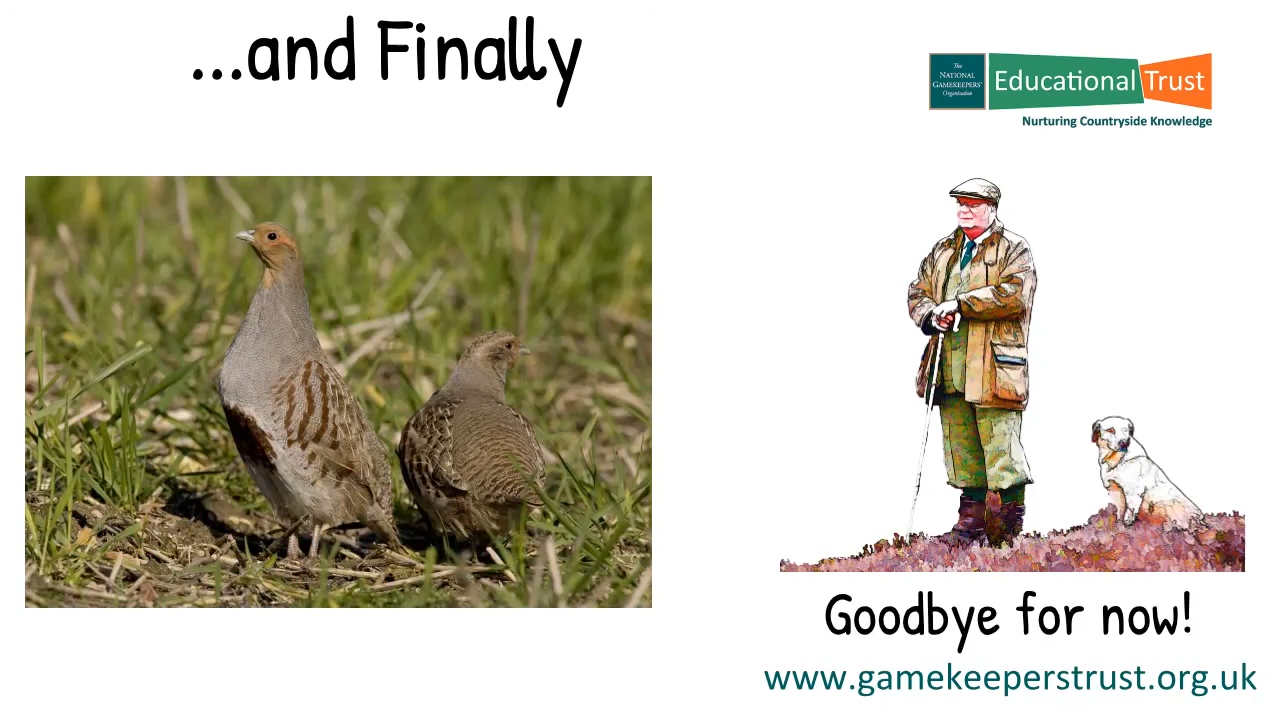 ...and Finally
The
NATIONAL
GAMEKEEPERS'
Organisation
Educational Trust
Nurturing Countryside Knowledge
Goodbye for now!
www.gamekeeperstrust.org.uk